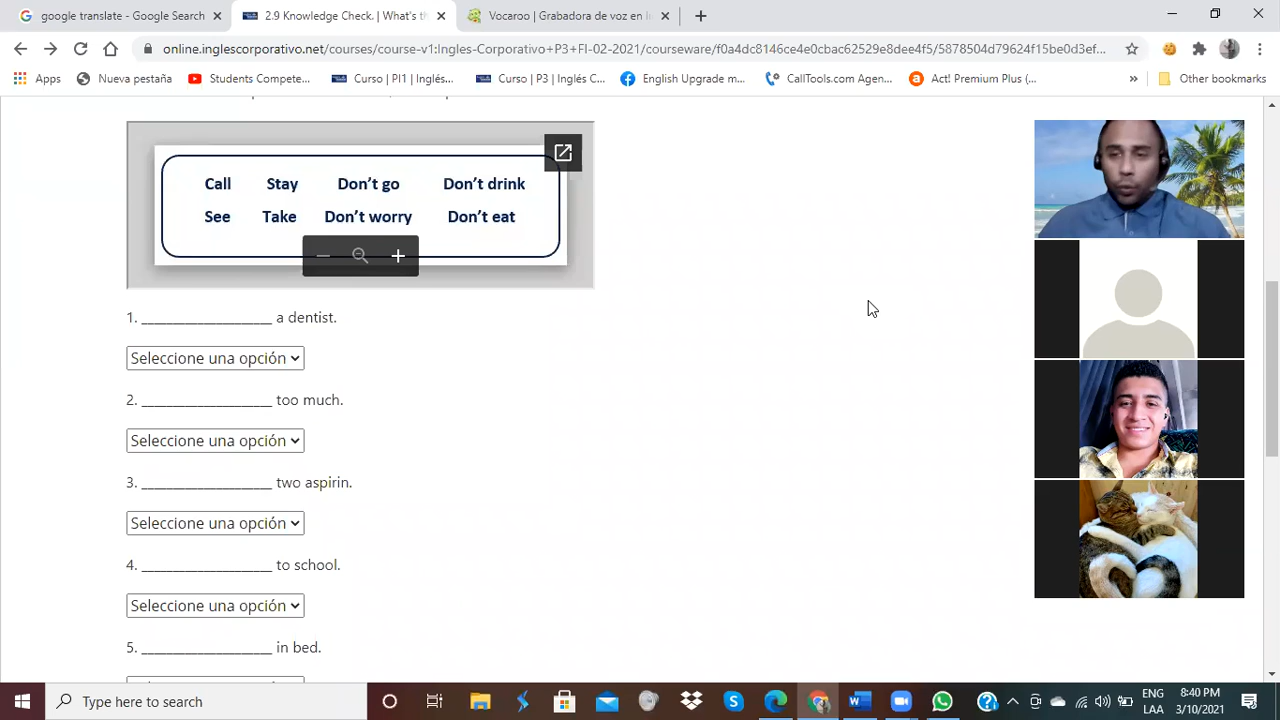 google translate - Google Search
2.9 Knowledge Check. | What's th
Vocaroo | Grabadora de voz en lí
online.inglescorporativo.net/courses/course-v1:Ingles-Corporativo+P3+FI-02-2021/courseware/f0a4dc8146ce4e0cbac62529e8dee4f5/5878504d79624f15be0d3ef...
Apps
Nueva pestaña
Students Compete...
Curso | PI1 | Inglés...
Curso | P3 | Inglés C...
English Upgrade m...
CallTools.com Agen...
Act! Premium Plus (...
»
Other bookmarks
Call Stay Don't go Don't drink
See Take Don't worry Don't eat
1. ____________________ a dentist.
Seleccione una opción
2. ____________________ too much.
Seleccione una opción
3. ____________________ two aspirin.
Seleccione una opción
4. ____________________ to school.
Seleccione una opción
5. ____________________ in bed.
Type here to search
ENG
LAA
8:40 PM
3/10/2021